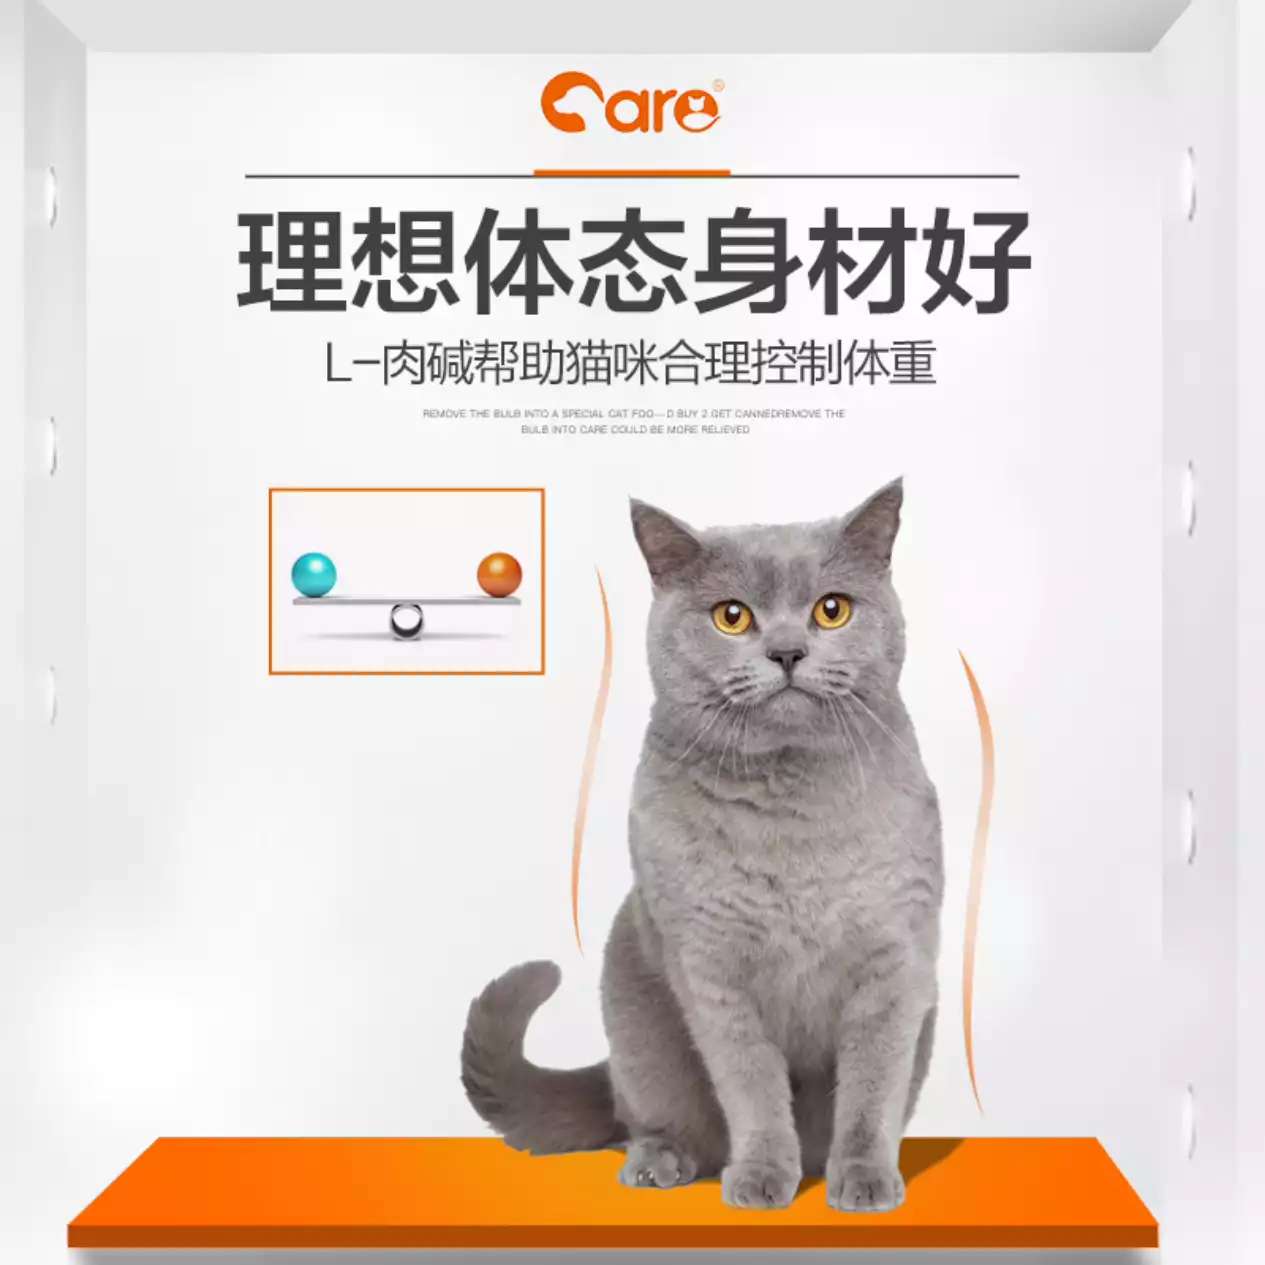 Care®
理想体态身材好
L-肉碱帮助猫咪合理控制体重
REMOVE THE BULB INTO A SPECIAL CAT FOO—D BUY 2 GET CANNEDREMOVE THE
BULB INTO CARE COULD BE MORE RELIEVED